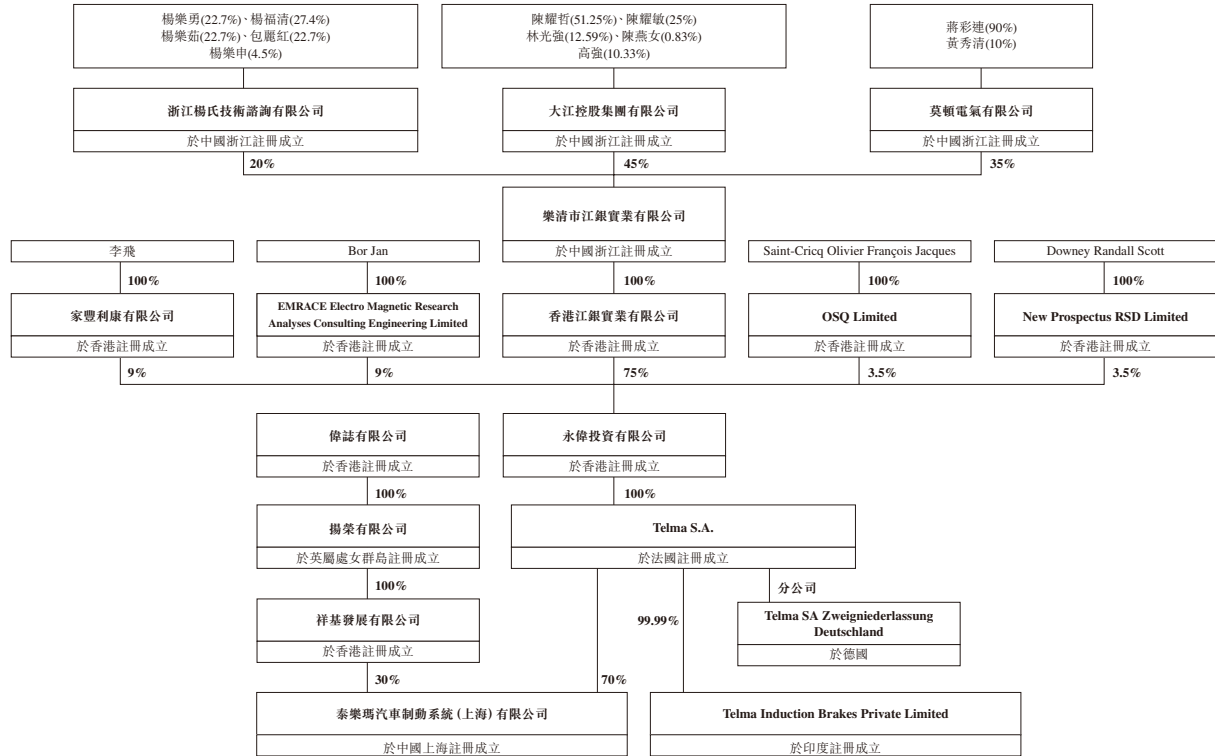 楊樂勇(22.7%)、楊福清(27.4%)
楊樂茹(22.7%)、包麗紅(22.7%)
楊樂申(4.5%)
陳耀哲(51.25%)、陳耀敏(25%)
林光強(12.59%)、陳燕女(0.83%)
高強(10.33%)
蔣彩連(90%)
黃秀清(10%)
浙江楊氏技術諮詢有限公司
於中國浙江註冊成立
大江控股集團有限公司
於中國浙江註冊成立
莫頓電氣有限公司
於中國浙江註冊成立
20%
45%
35%
樂清市江銀實業有限公司
於中國浙江註冊成立
李飛
Bor Jan
Saint-Cricq Olivier François Jacques
Downey Randall Scott
100%
100%
100%
100%
100%
家豐利康有限公司
於香港註冊成立
EMRACE Electro Magnetic Research
Analyses Consulting Engineering Limited
於香港註冊成立
香港江銀實業有限公司
於香港註冊成立
OSQ Limited
於香港註冊成立
New Prospectus RSD Limited
於香港註冊成立
9%
9%
75%
3.5%
3.5%
偉誌有限公司
於香港註冊成立
永偉投資有限公司
於香港註冊成立
100%
100%
揚榮有限公司
於英屬處女群島註冊成立
Telma S.A.
於法國註冊成立
100%
分公司
祥基發展有限公司
於香港註冊成立
99.99%
Telma SA Zweigniederlassung
Deutschland
於德國
30%
70%
泰樂瑪汽車制動系統(上海)有限公司
於中國上海註冊成立
Telma Induction Brakes Private Limited
於印度註冊成立